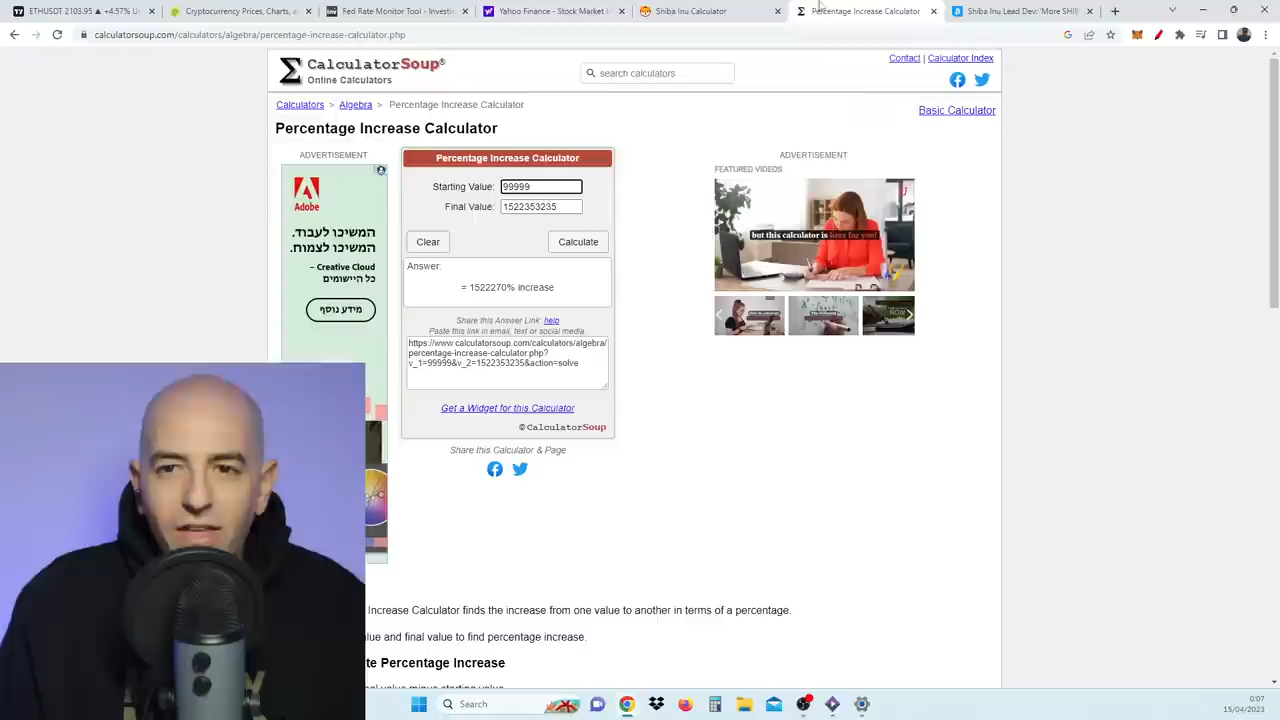 ETHUSDT 2103.95 ▲ +4.57% Un
Cryptocurrency Prices, Charts, a
Fed Rate Monitor Tool - Investin
Yahoo Finance - Stock Market L
Shiba Inu Calculator
Percentage Increase Calculator
Shiba Inu Lead Dev: 'More SHIB
calculatorsoup.com/calculators/algebra/percentage-increase-calculator.php
CalculatorSoup®
Online Calculators
search calculators
Contact | Calculator Index
Calculators > Algebra > Percentage Increase Calculator
Basic Calculator
Percentage Increase Calculator
ADVERTISEMENT
ADVERTISEMENT
FEATURED VIDEOS
Adobe
המשיכו לעבוד.
המשיכו לצמוח.
Creative Cloud –
כל היישומים
מידע נוסף
Percentage Increase Calculator
Starting Value: 99999
Final Value: 1522353235
Clear
Calculate
Answer:
= 1522270% increase
Share this Answer Link: help
Paste this link in email, text or social media.
https://www.calculatorsoup.com/calculators/algebra/
percentage-increase-calculator.php?
v_1=99999&v_2=1522353235&action=solve
Get a Widget for this Calculator
©CalculatorSoup
Share this Calculator & Page
but this calculator is here for you!
NOW
Increase Calculator finds the increase from one value to another in terms of a percentage.
alue and final value to find percentage increase.
te Percentage Increase
Search
0:07
15/04/2023